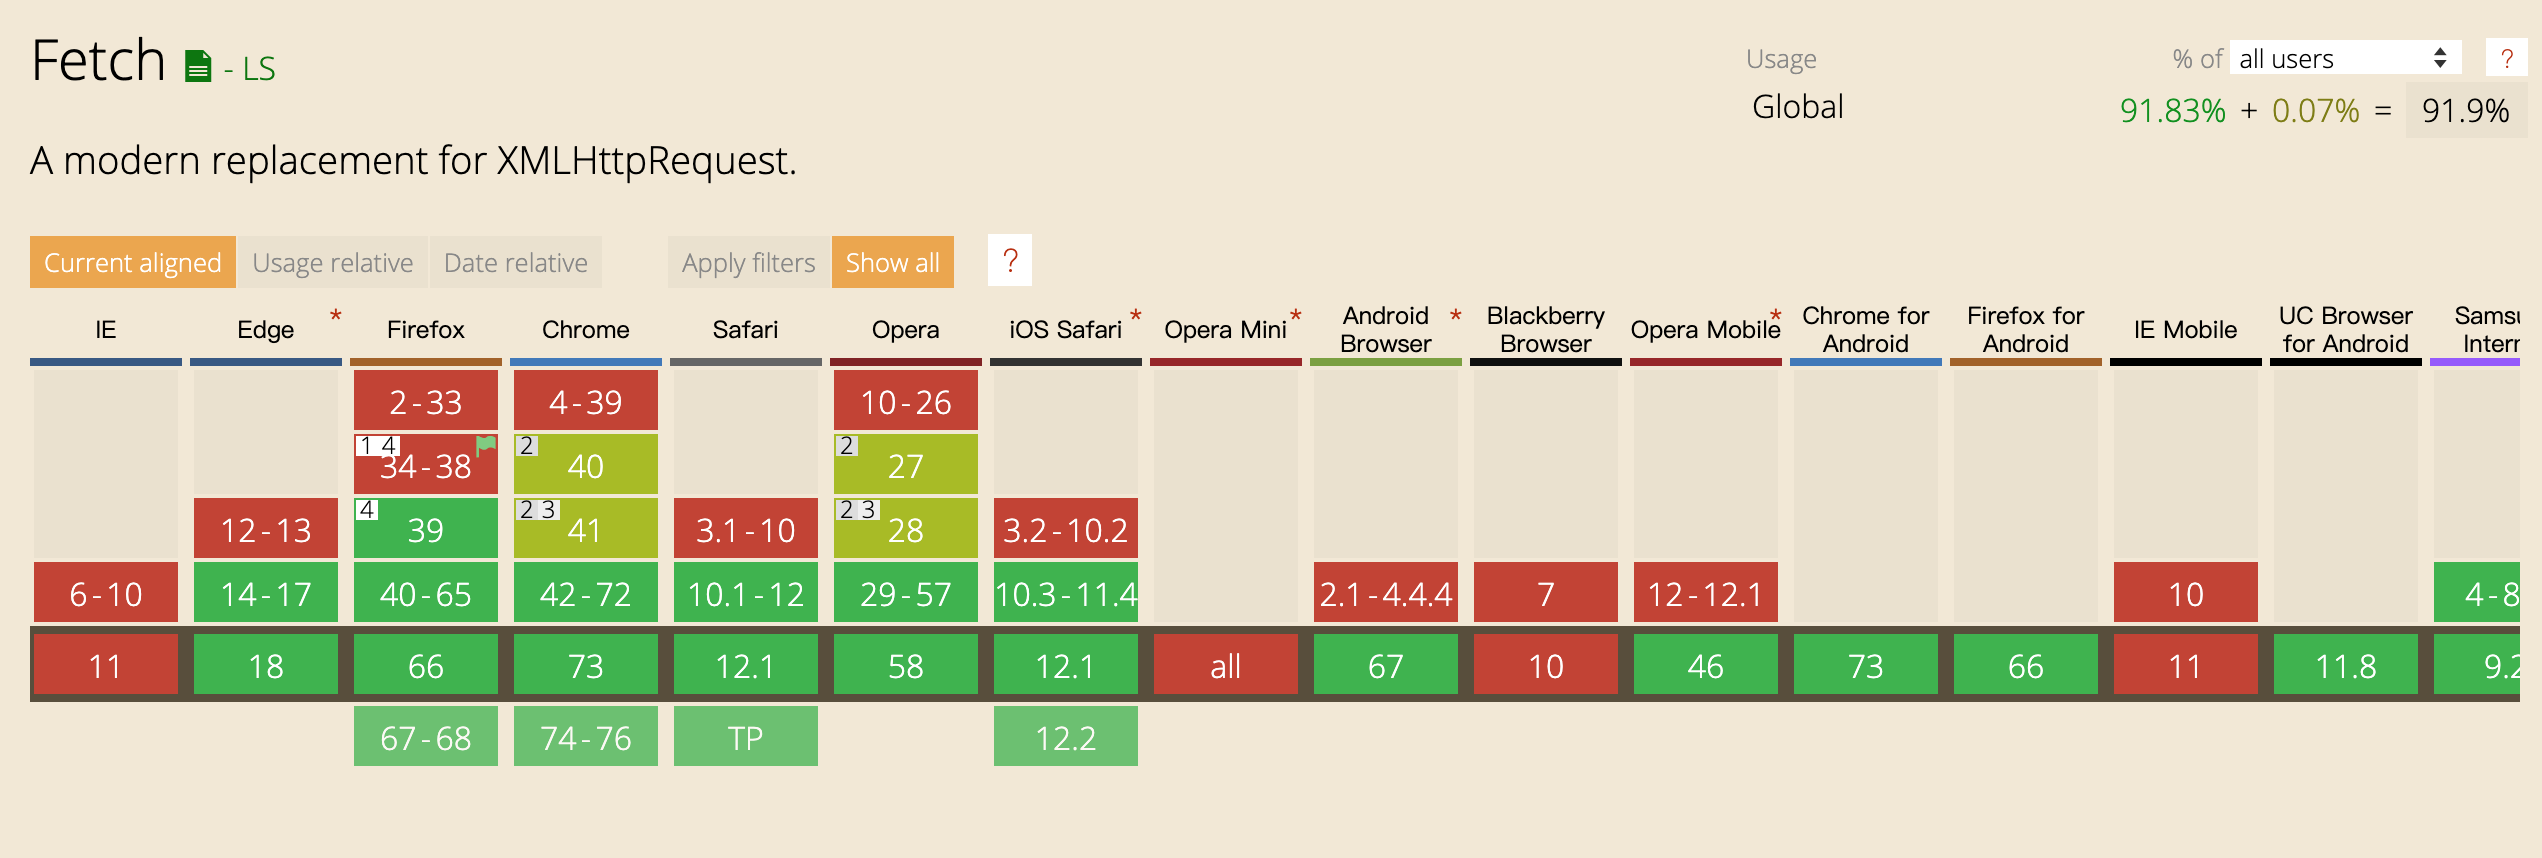 Fetch - LS
Usage % of all users ?
Global 91.83% + 0.07% = 91.9%
A modern replacement for XMLHttpRequest.
Current aligned Usage relative Date relative Apply filters Show all ?
IE Edge * Firefox Chrome Safari Opera iOS Safari * Opera Mini * Android Browser * Blackberry Browser Opera Mobile * Chrome for Android Firefox for Android IE Mobile UC Browser for Android
2-33 4-39 10-26
1 4 34-38 2 40 2 27
12-13 4 39 2 3 41 3.1-10 2 3 28 3.2-10.2
6-10 14-17 40-65 42-72 10.1-12 29-57 10.3-11.4 2.1-4.4.4 7 12-12.1 10 4-8
11 18 66 73 12.1 58 12.1 all 67 10 46 73 66 11 11.8 9.2
67-68 74-76 TP 12.2